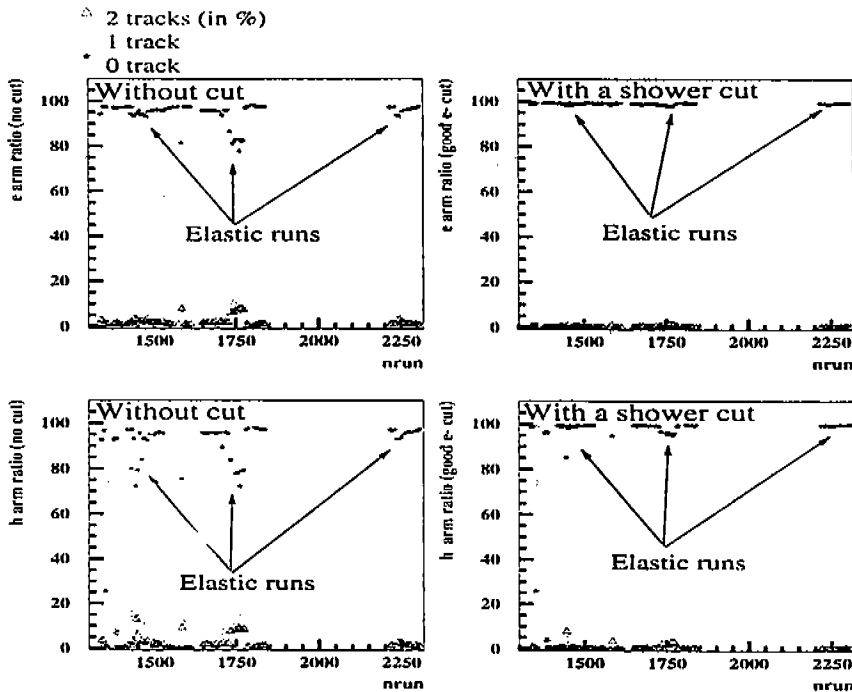 △ 2 tracks (in %)
1 track
* 0 track
Without cut
e arm ratio (no cut)
100
80
60
40
20
0
Elastic runs
1500
1750
2000
2250
nrun
With a shower cut
e arm ratio (good e- cut)
100
80
60
40
20
0
Elastic runs
1500
1750
2000
2250
nrun
Without cut
h arm ratio (no cut)
100
80
60
40
20
0
Elastic runs
1500
1750
2000
2250
nrun
With a shower cut
h arm ratio (good e- cut)
100
80
60
40
20
0
Elastic runs
1500
1750
2000
2250
nrun